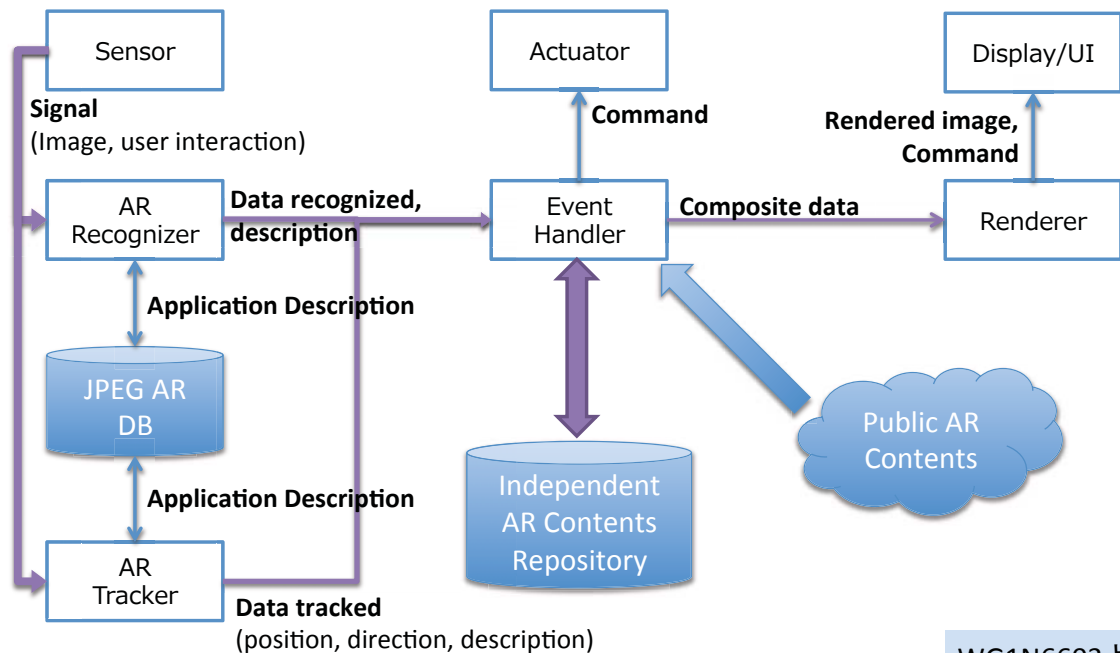 Sensor
Actuator
Display/UI
Signal
(Image, user interaction)
Command
Rendered image,
Command
AR
Recognizer
Data recognized,
description
Event
Handler
Composite data
Renderer
Application Description
JPEG AR
DB
Application Description
Independent
AR Contents
Repository
Public AR
Contents
AR
Tracker
Data tracked
(position, direction, description)